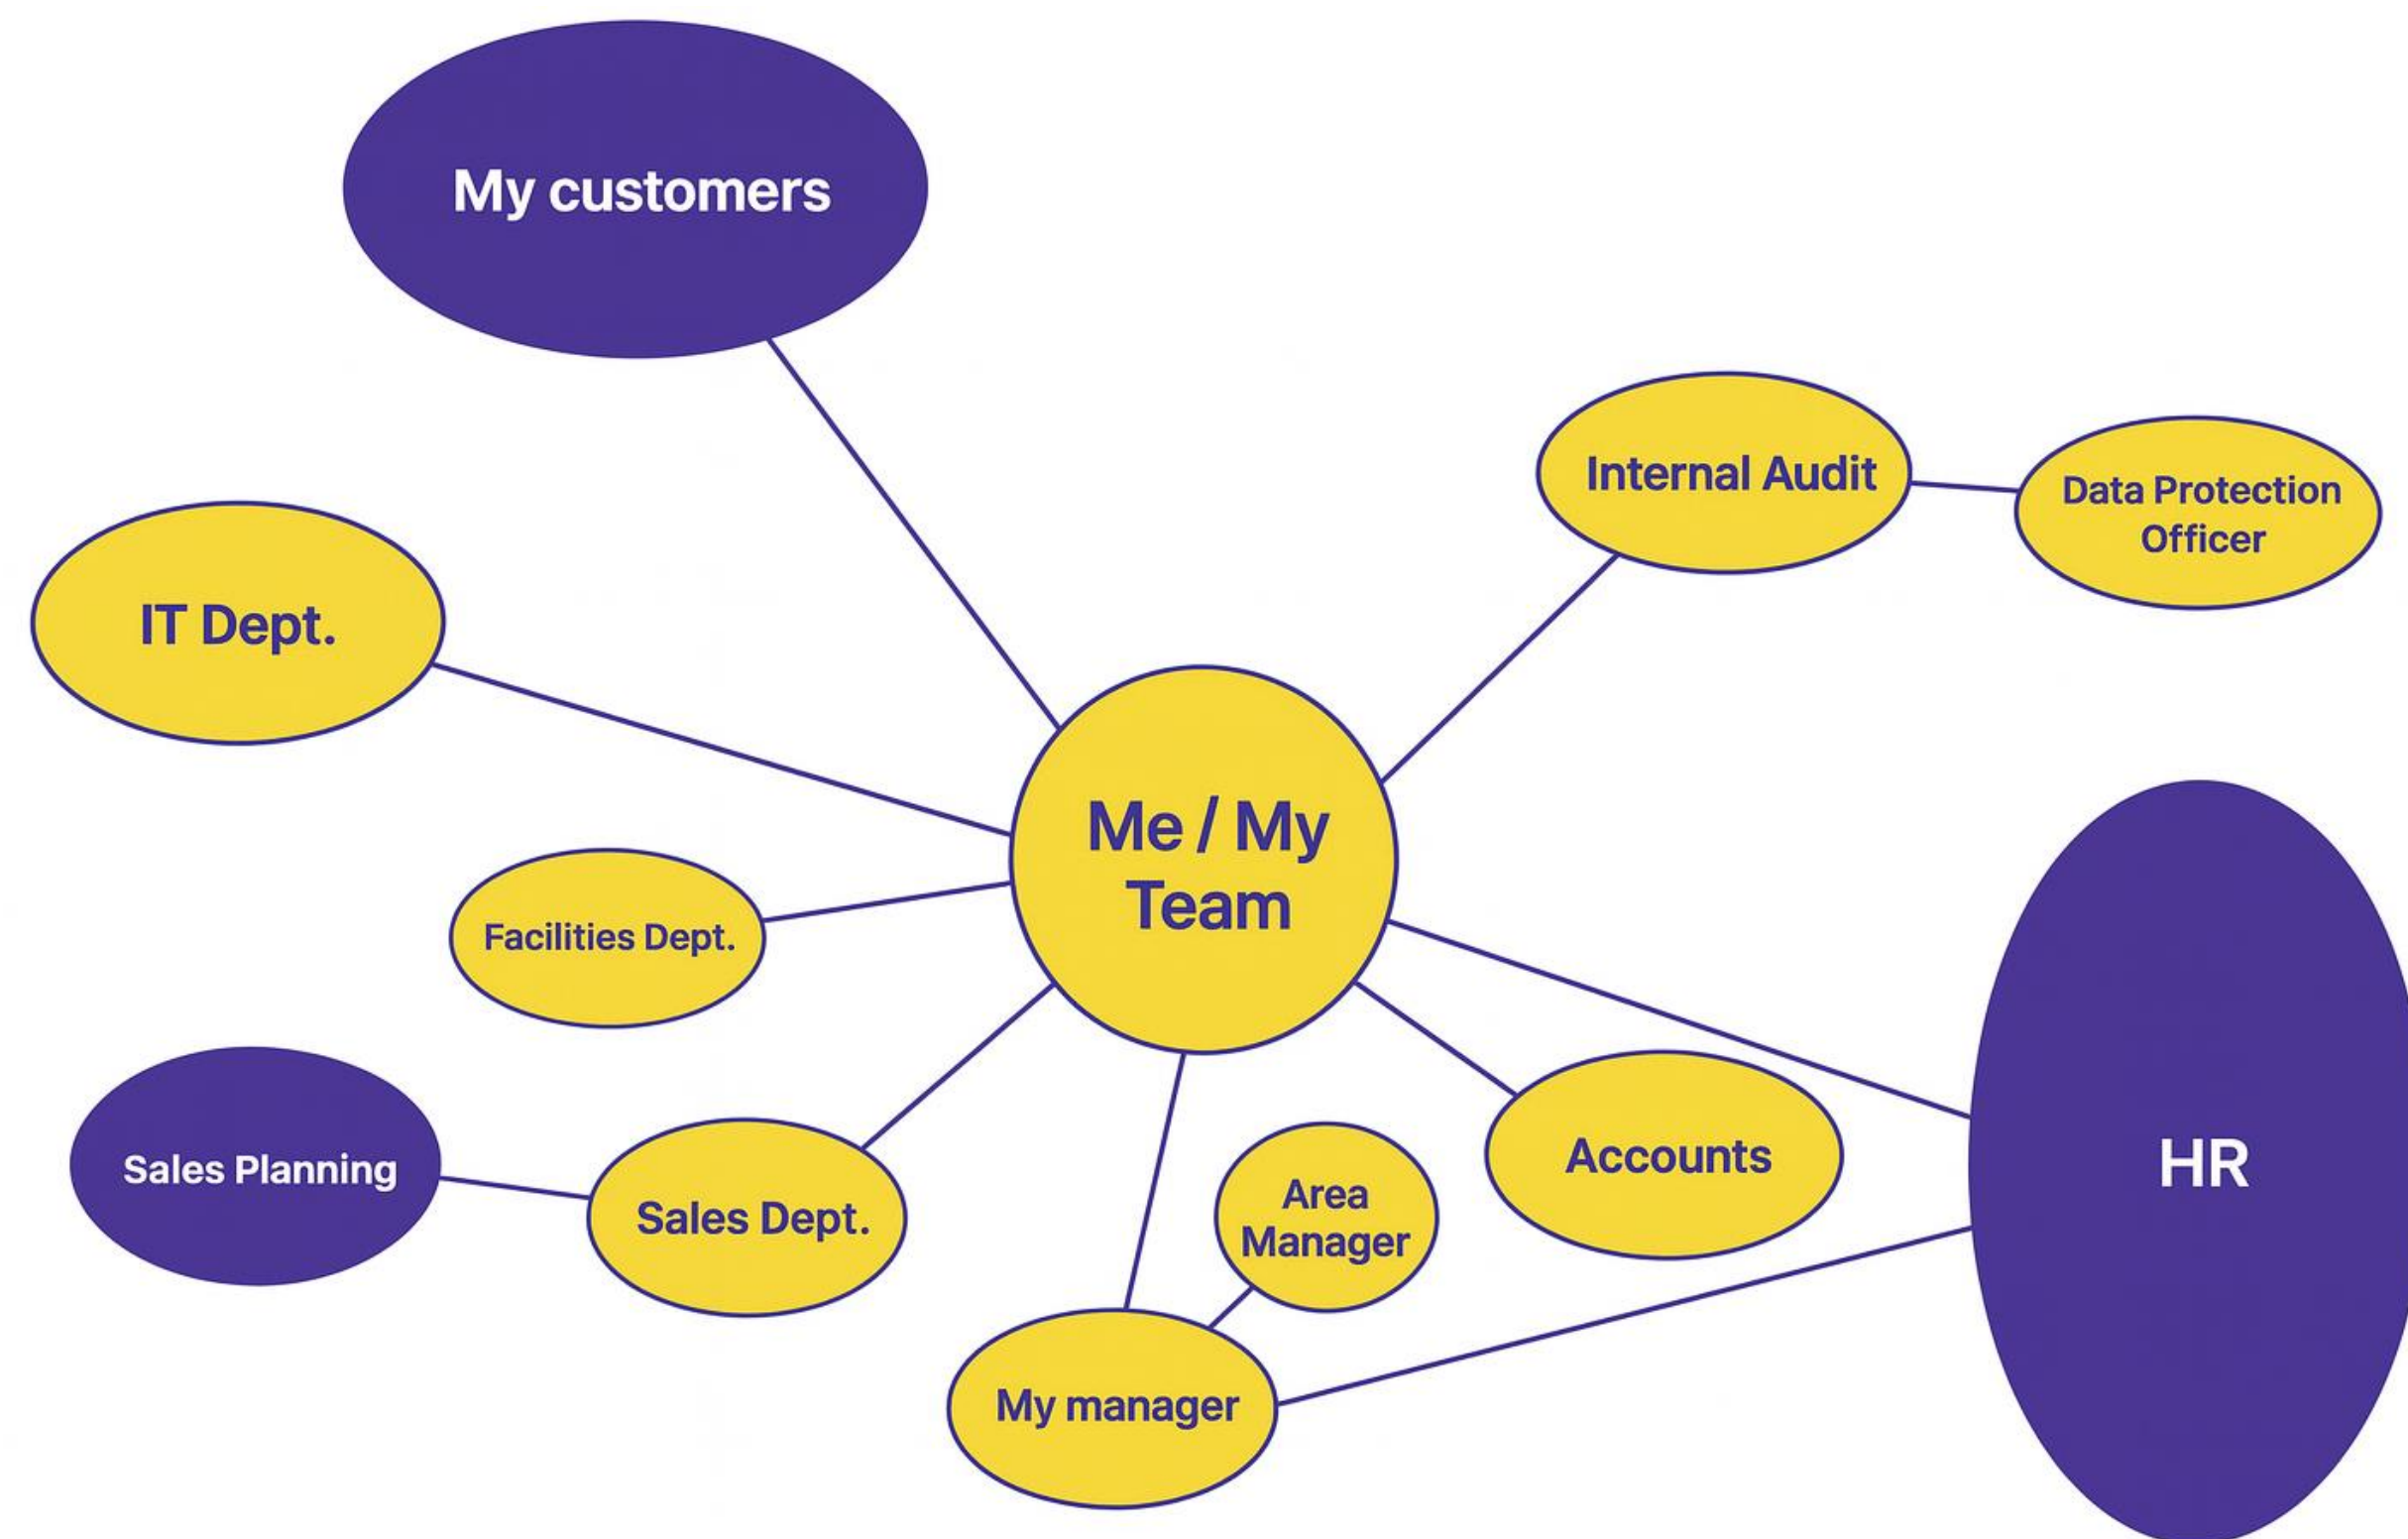 My customers
Internal Audit
Data Protection
Officer
IT Dept.
Me / My
Team
Facilities Dept.
Sales Planning
Sales Dept.
Area
Manager
Accounts
HR
My manager